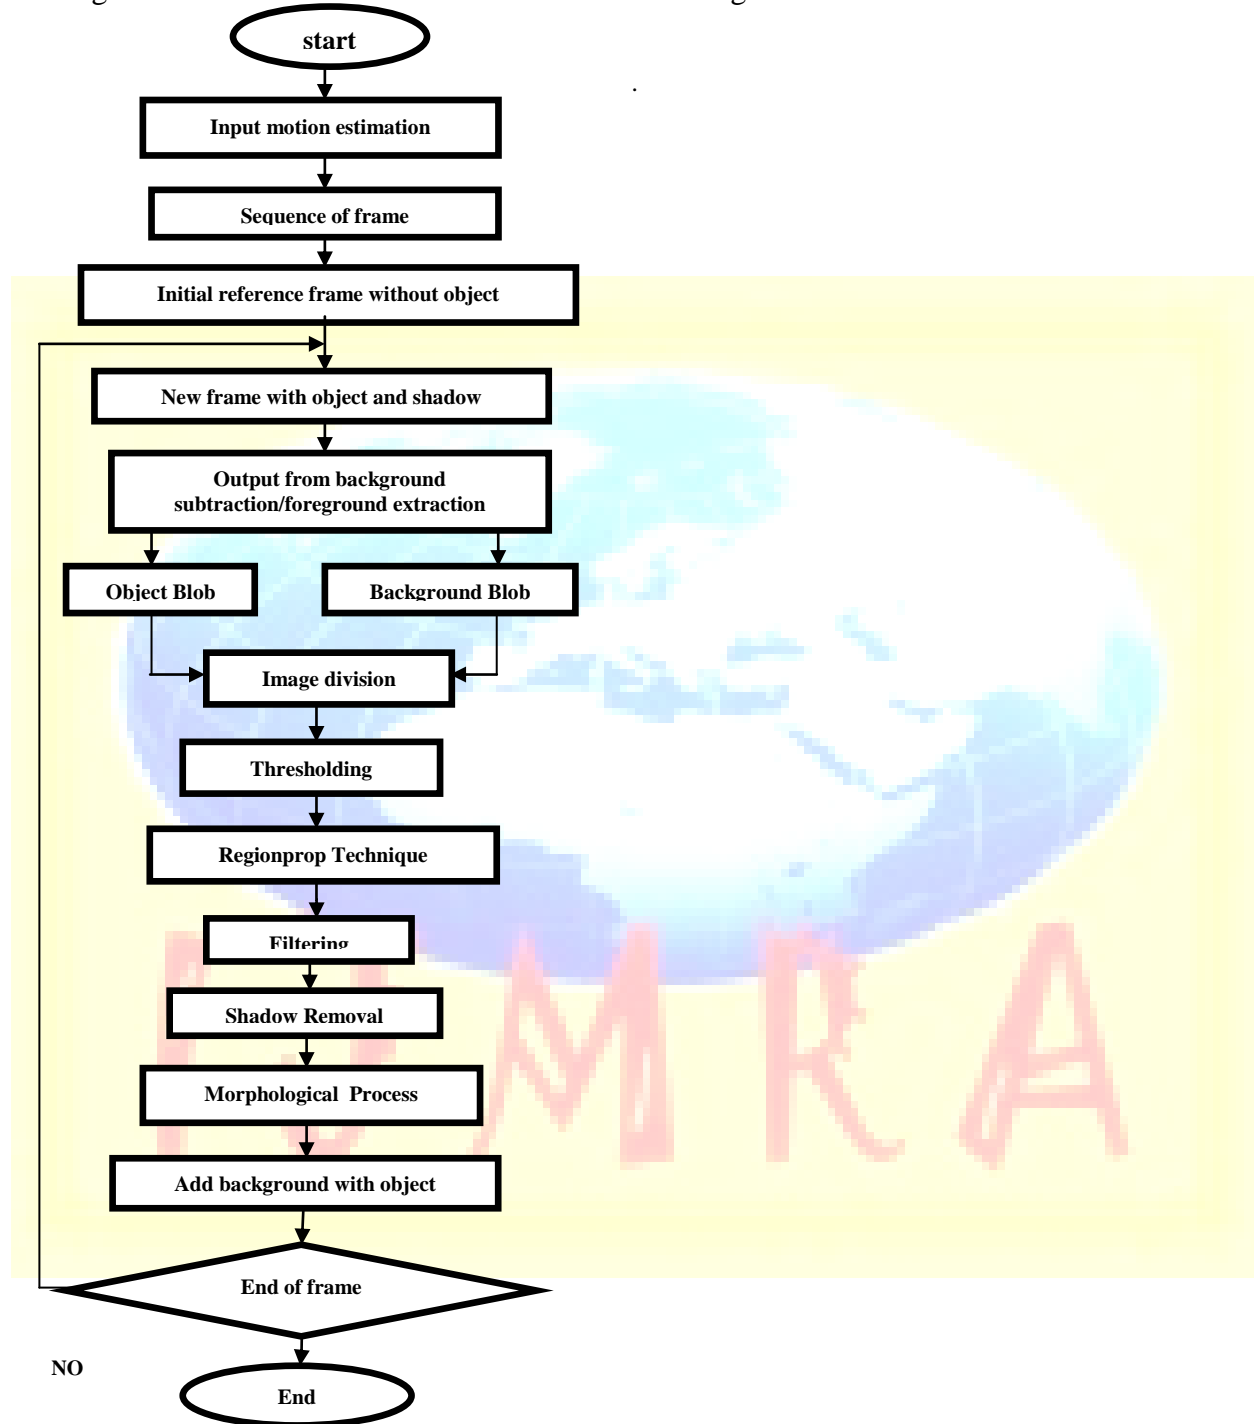 start
.
Input motion estimation
Sequence of frame
Initial reference frame without object
New frame with object and shadow
Output from background
subtraction/foreground extraction
Object Blob
Background Blob
Image division
Thresholding
Regionprop Technique
Filtering
Shadow Removal
Morphological Process
Add background with object
End of frame
NO
End